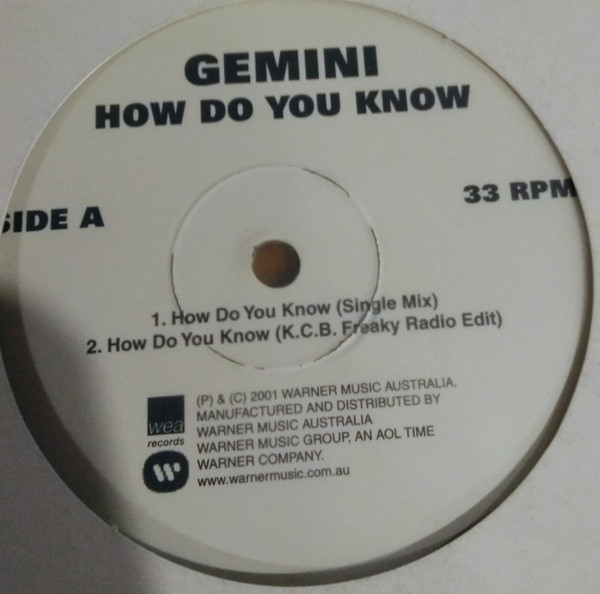 GEMINI
HOW DO YOU KNOW
SIDE A
33 RPM
1. How Do You Know (Single Mix)
2. How Do You Know (K.C.B. Freaky Radio Edit)
wea
records
(P) & (C) 2001 WARNER MUSIC AUSTRALIA.
MANUFACTURED AND DISTRIBUTED BY
WARNER MUSIC AUSTRALIA
WARNER MUSIC GROUP, AN AOL TIME
WARNER COMPANY.
www.warnermusic.com.au